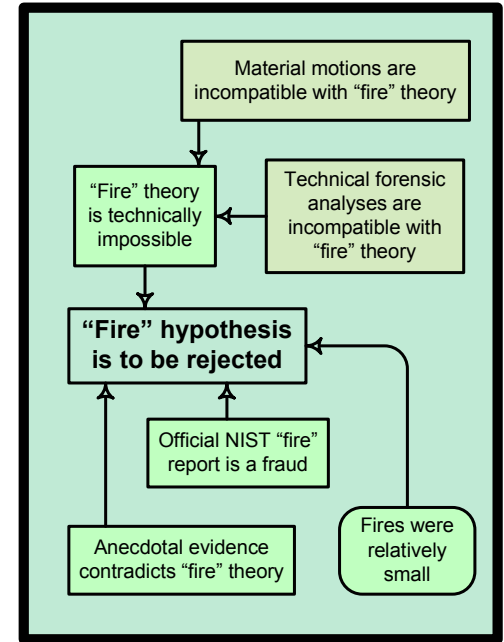 Material motions are
incompatible with “fire” theory
“Fire” theory
is technically
impossible
Technical forensic
analyses are
incompatible with
“fire” theory
“Fire” hypothesis
is to be rejected
Official NIST “fire”
report is a fraud
Anecdotal evidence
contradicts “fire” theory
Fires were
relatively
small